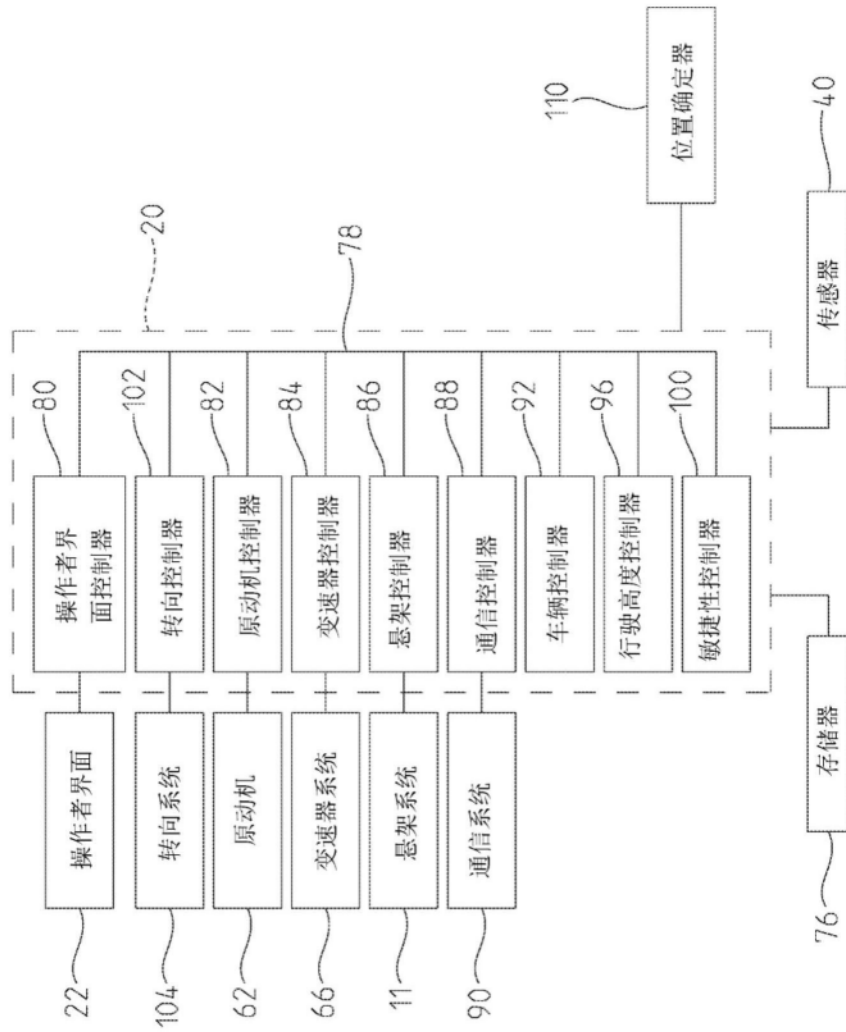 20
78
80
操作者界
面控制器
操作者界面
22
102
转向控制器
转向系统
104
82
原动机控制器
原动机
62
84
变速器控制器
变速器系统
66
86
悬架控制器
悬架系统
11
88
通信控制器
通信系统
90
92
车辆控制器
96
行驶高度控制器
100
敏捷性控制器
110
位置确定器
40
传感器
存储器
76